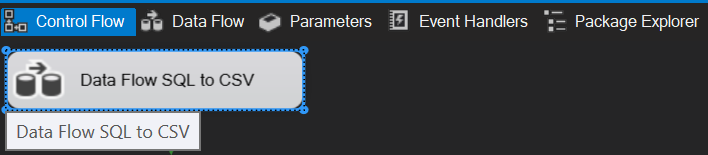 Control Flow Data Flow Parameters Event Handlers Package Explorer
Data Flow SQL to CSV
Data Flow SQL to CSV